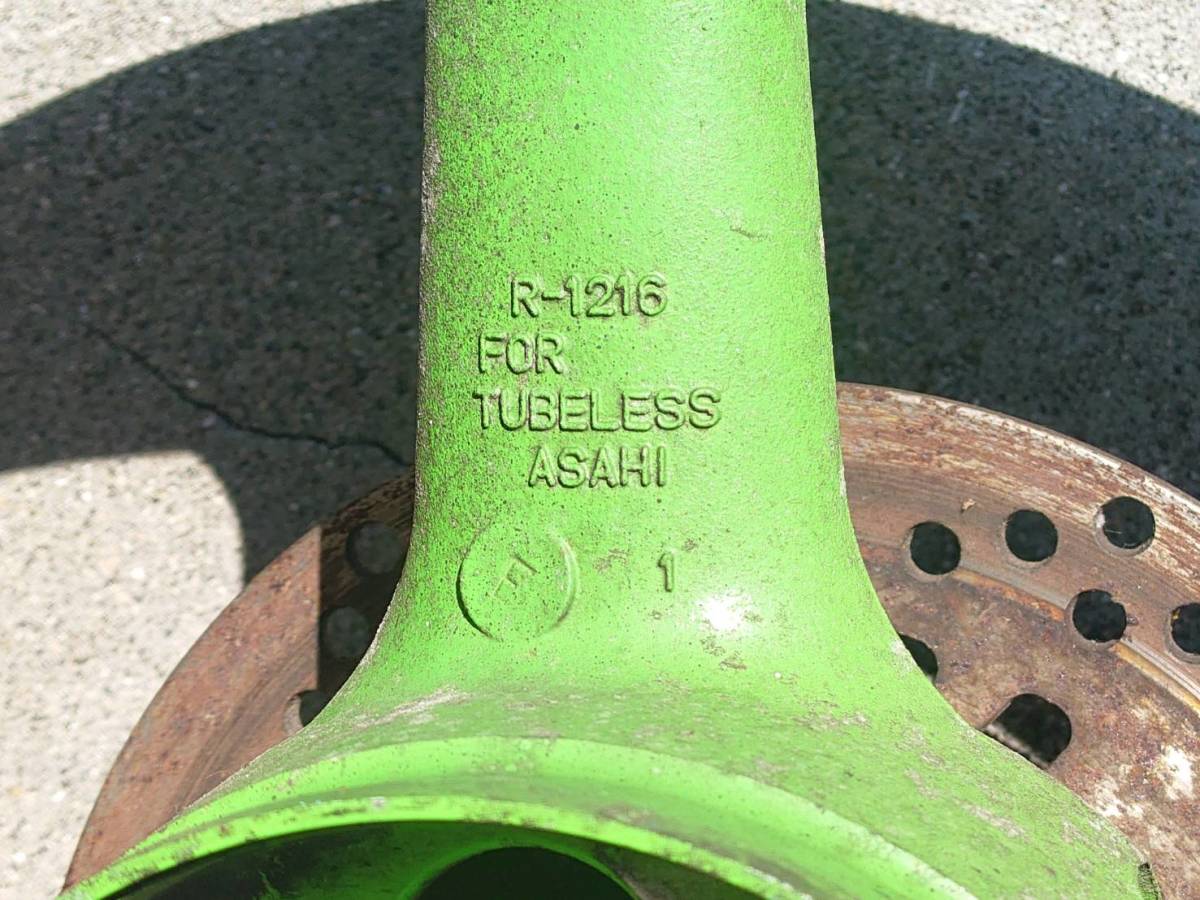 R-1216
FOR
TUBELESS
ASAHI
1